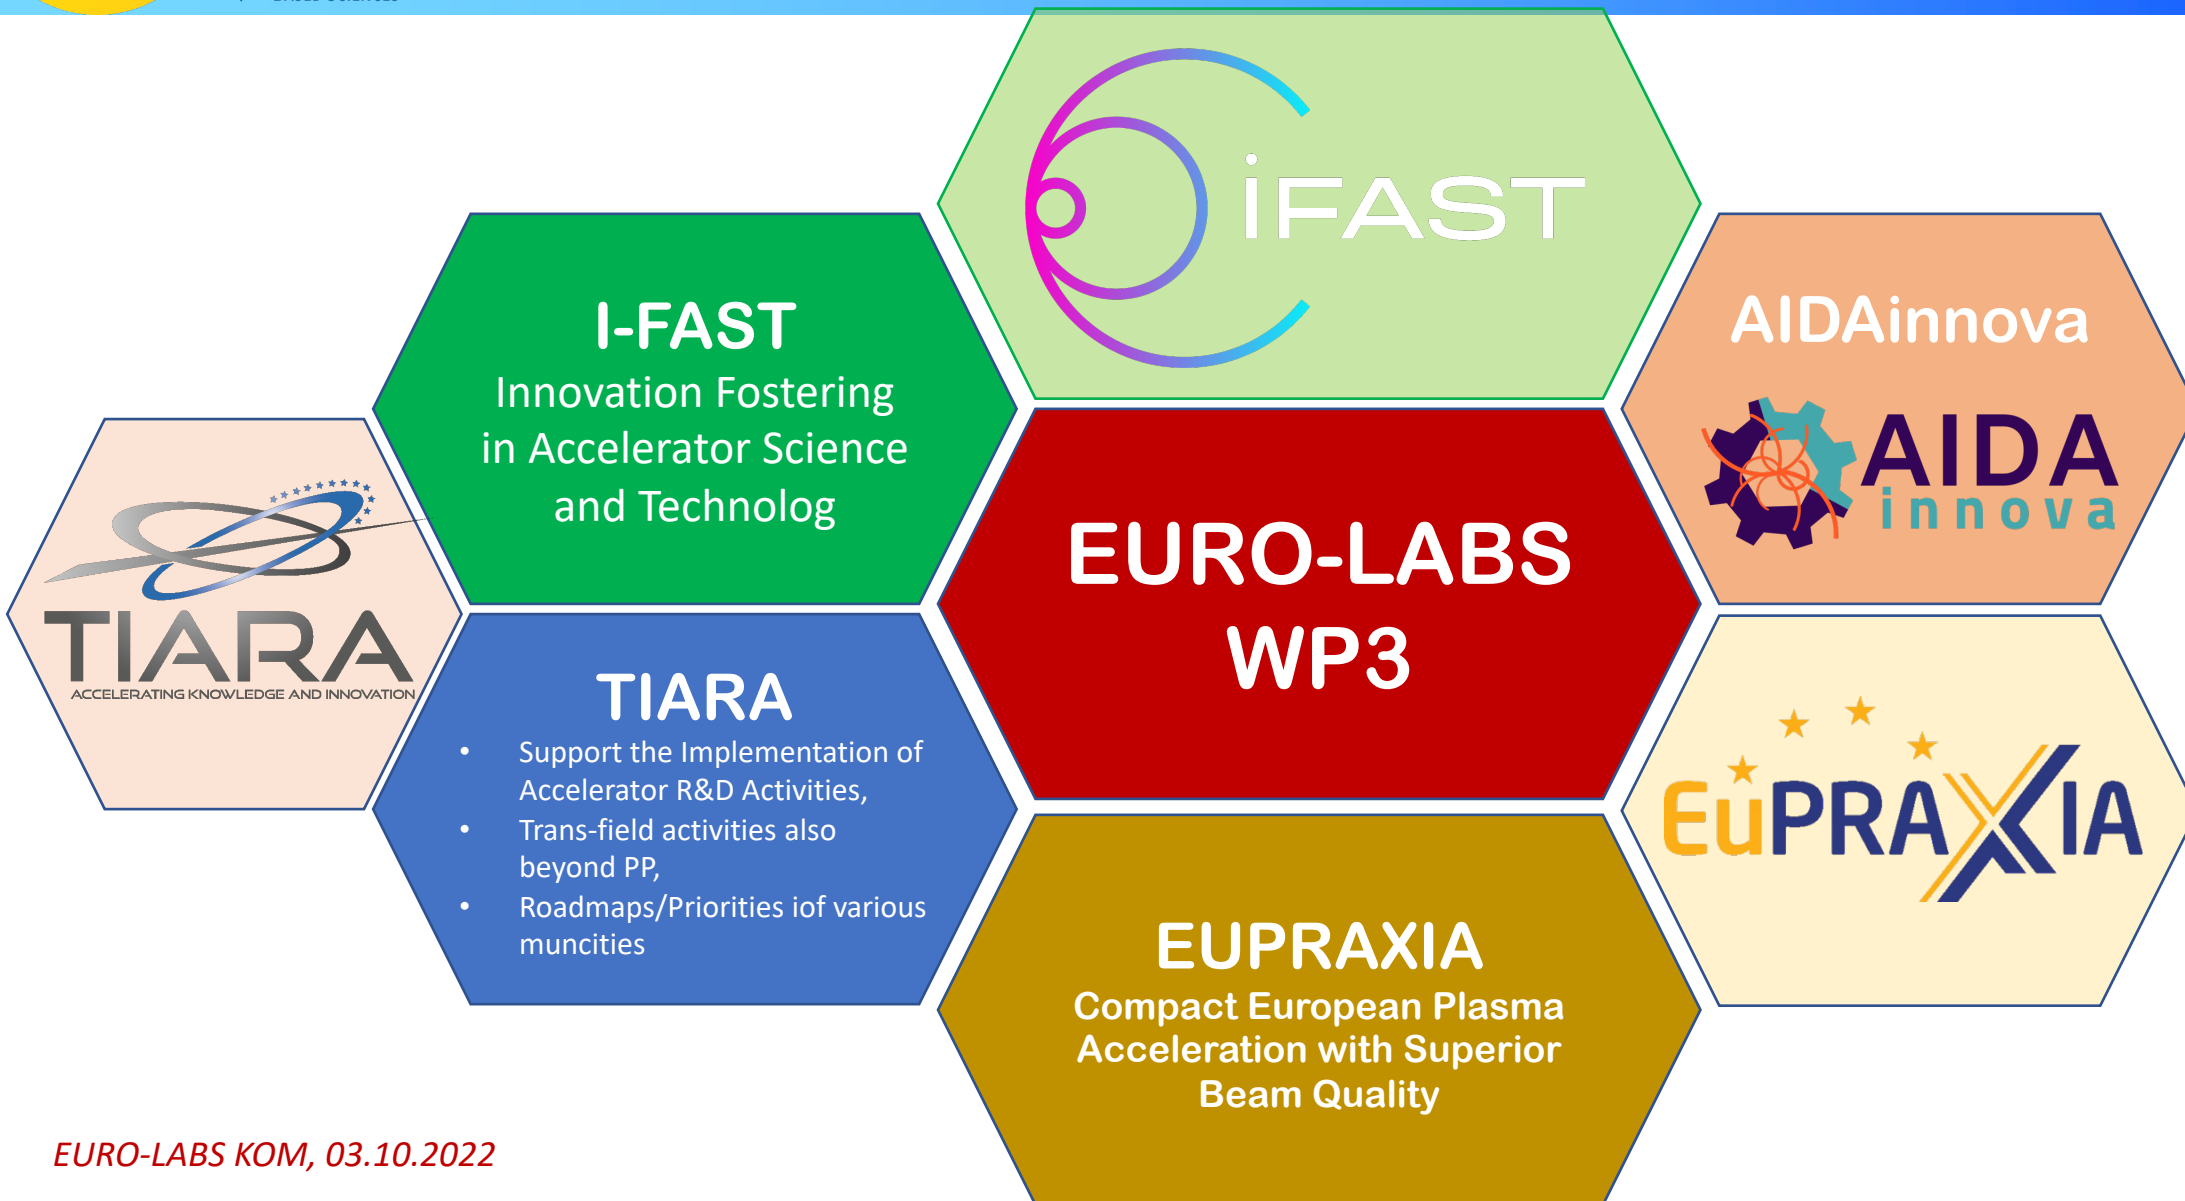 iFAST
I-FAST
Innovation Fostering
in Accelerator Science
and Technolog
AIDAinnova
AIDA
innova
TIARA
ACCELERATING KNOWLEDGE AND INNOVATION
EURO-LABS
WP3
TIARA
• Support the Implementation of
Accelerator R&D Activities,
• Trans-field activities also
beyond PP,
• Roadmaps/Priorities iof various
muncities
EuPRAXIA
EUPRAXIA
Compact European Plasma
Acceleration with Superior
Beam Quality
EURO-LABS KOM, 03.10.2022